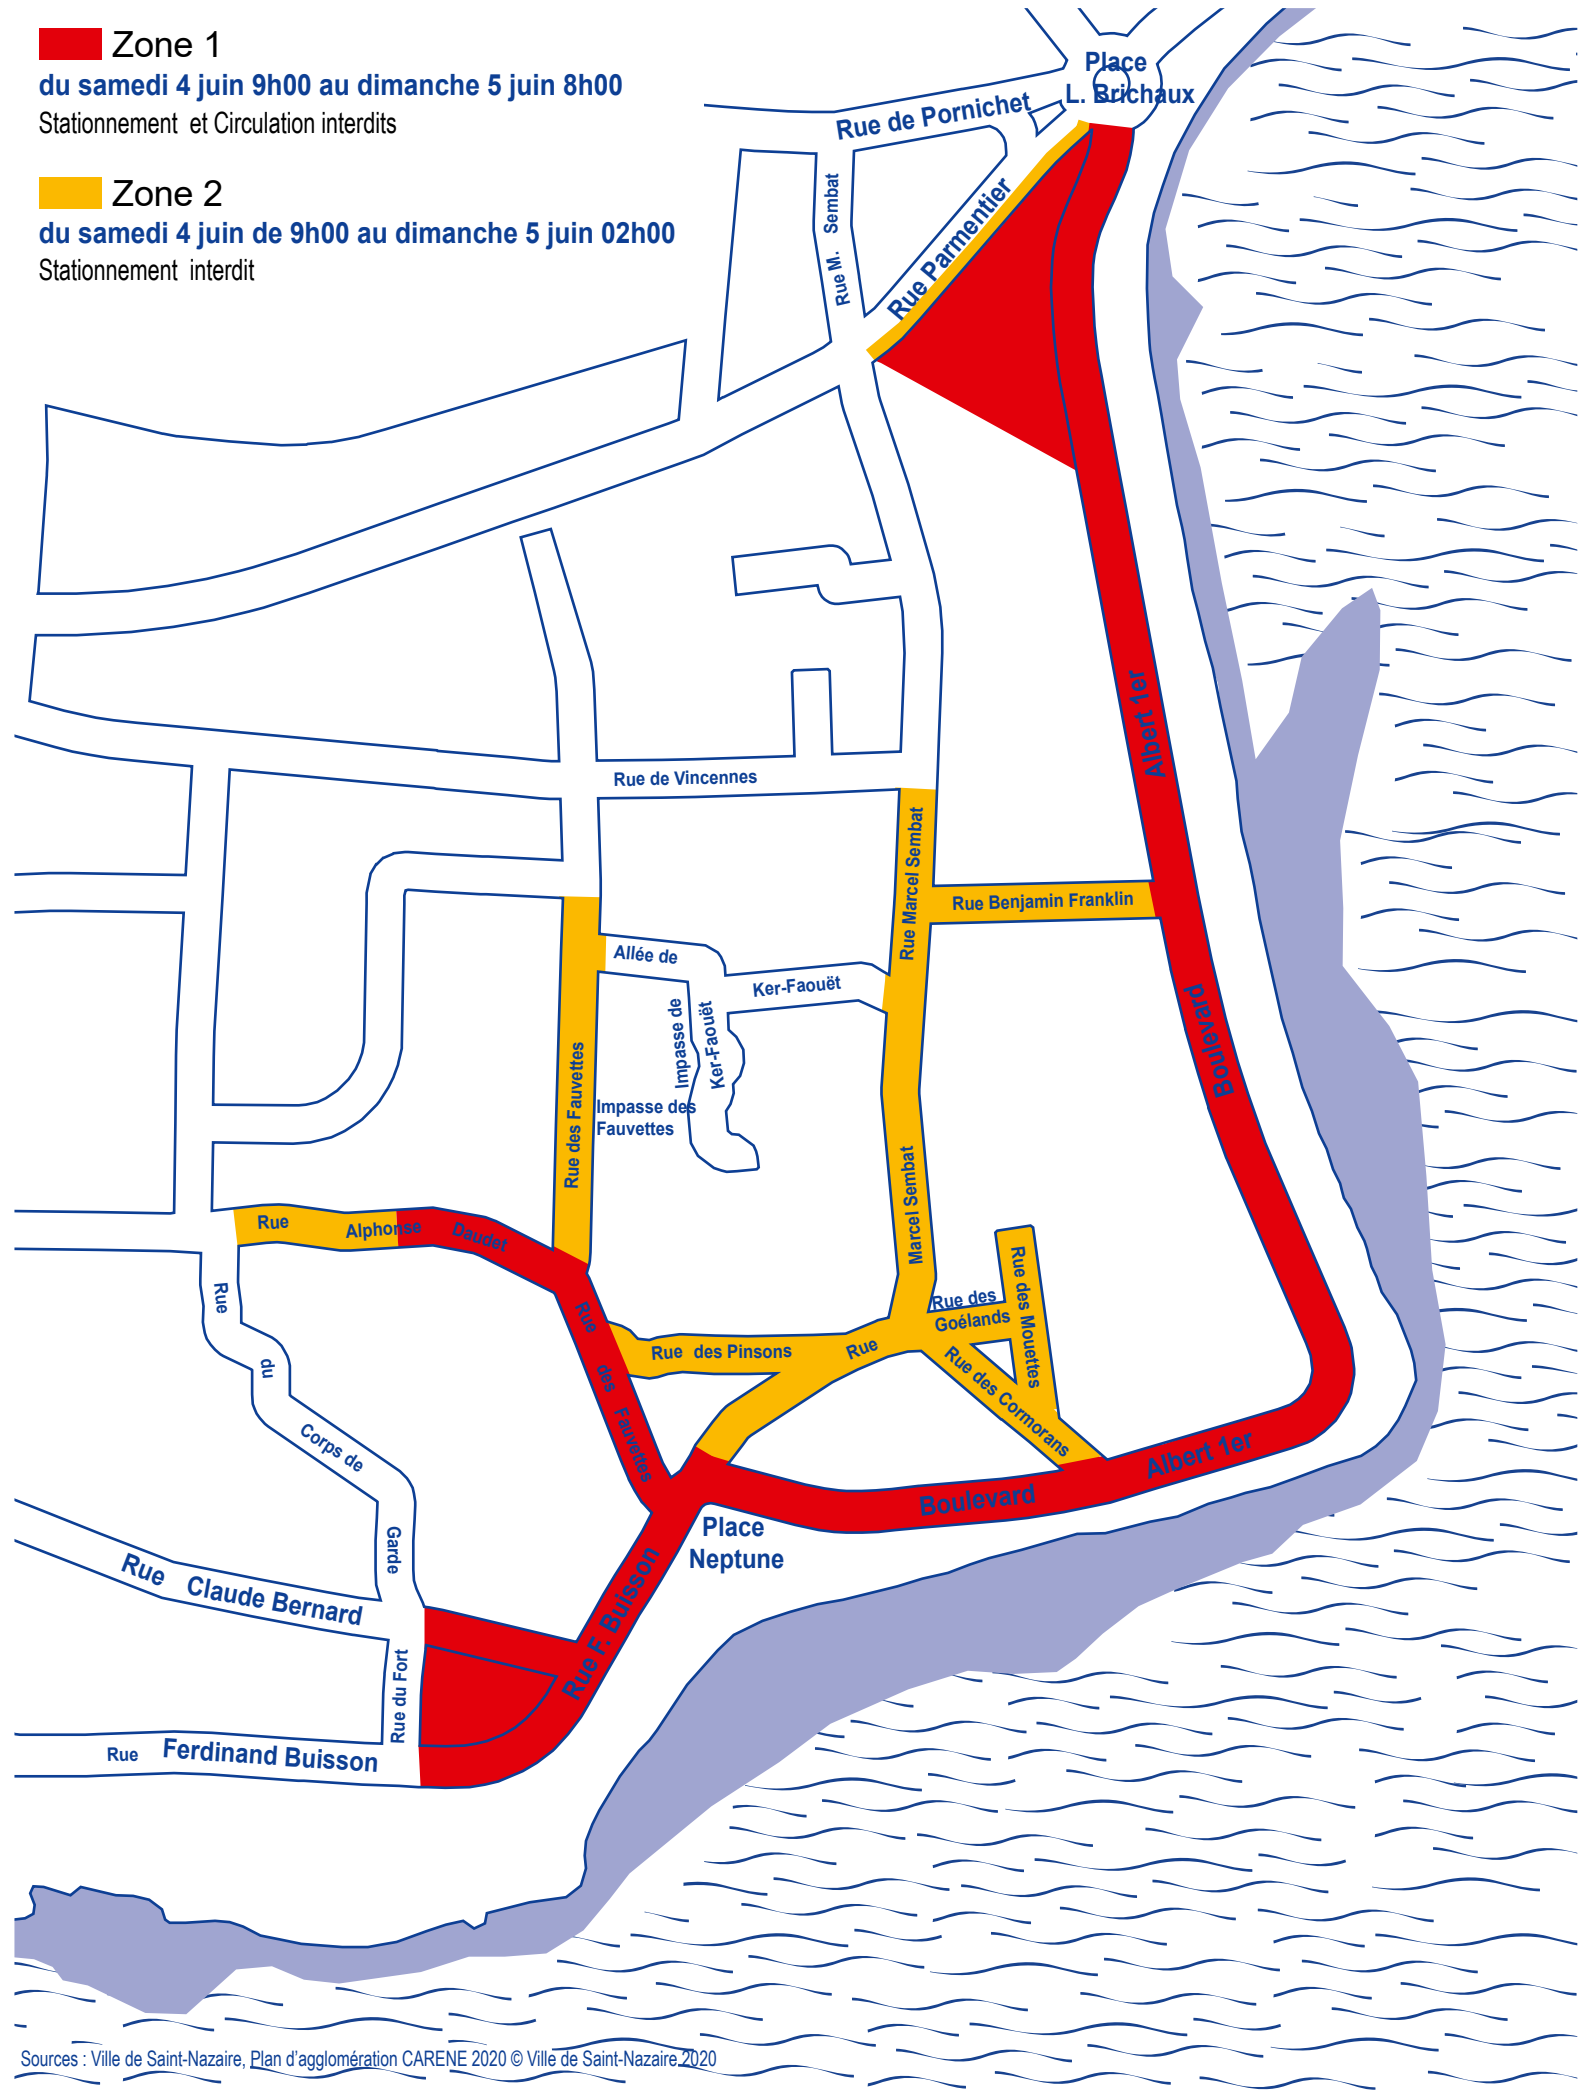 Zone 1
du samedi 4 juin 9h00 au dimanche 5 juin 8h00
Stationnement et Circulation interdits
Zone 2
du samedi 4 juin de 9h00 au dimanche 5 juin 02h00
Stationnement interdit
Place
L. Brichaux
Rue de Pornichet
Rue M. Sembat
Rue Parmentier
Albert 1er
Boulevard
Rue de Vincennes
Rue Marcel Sembat
Rue Benjamin Franklin
Allée de
Ker-Faouët
Impasse de
Ker-Faouët
Rue des Fauvettes
Impasse des
Fauvettes
Marcel Sembat
Rue Alphonse Daudet
Rue des Fauvettes
Rue des Pinsons
Rue
Rue des
Goélands
Rue des Mouettes
Rue des Cormorans
Rue du Corps de Garde
Boulevard Albert 1er
Place
Neptune
Rue F. Buisson
Rue Claude Bernard
Rue du Fort
Rue Ferdinand Buisson
Sources : Ville de Saint-Nazaire, Plan d'agglomération CARENE 2020 © Ville de Saint-Nazaire 2020